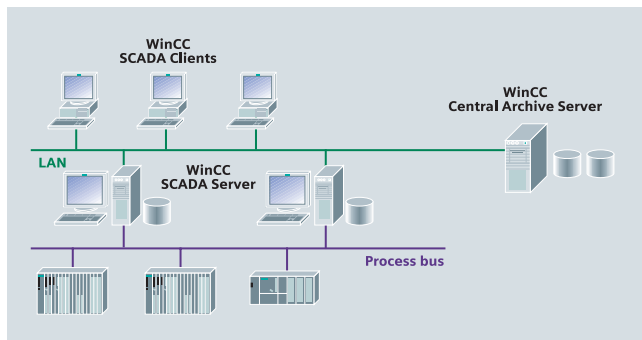 WinCC
SCADA Clients
WinCC
Central Archive Server
LAN
WinCC
SCADA Server
Process bus